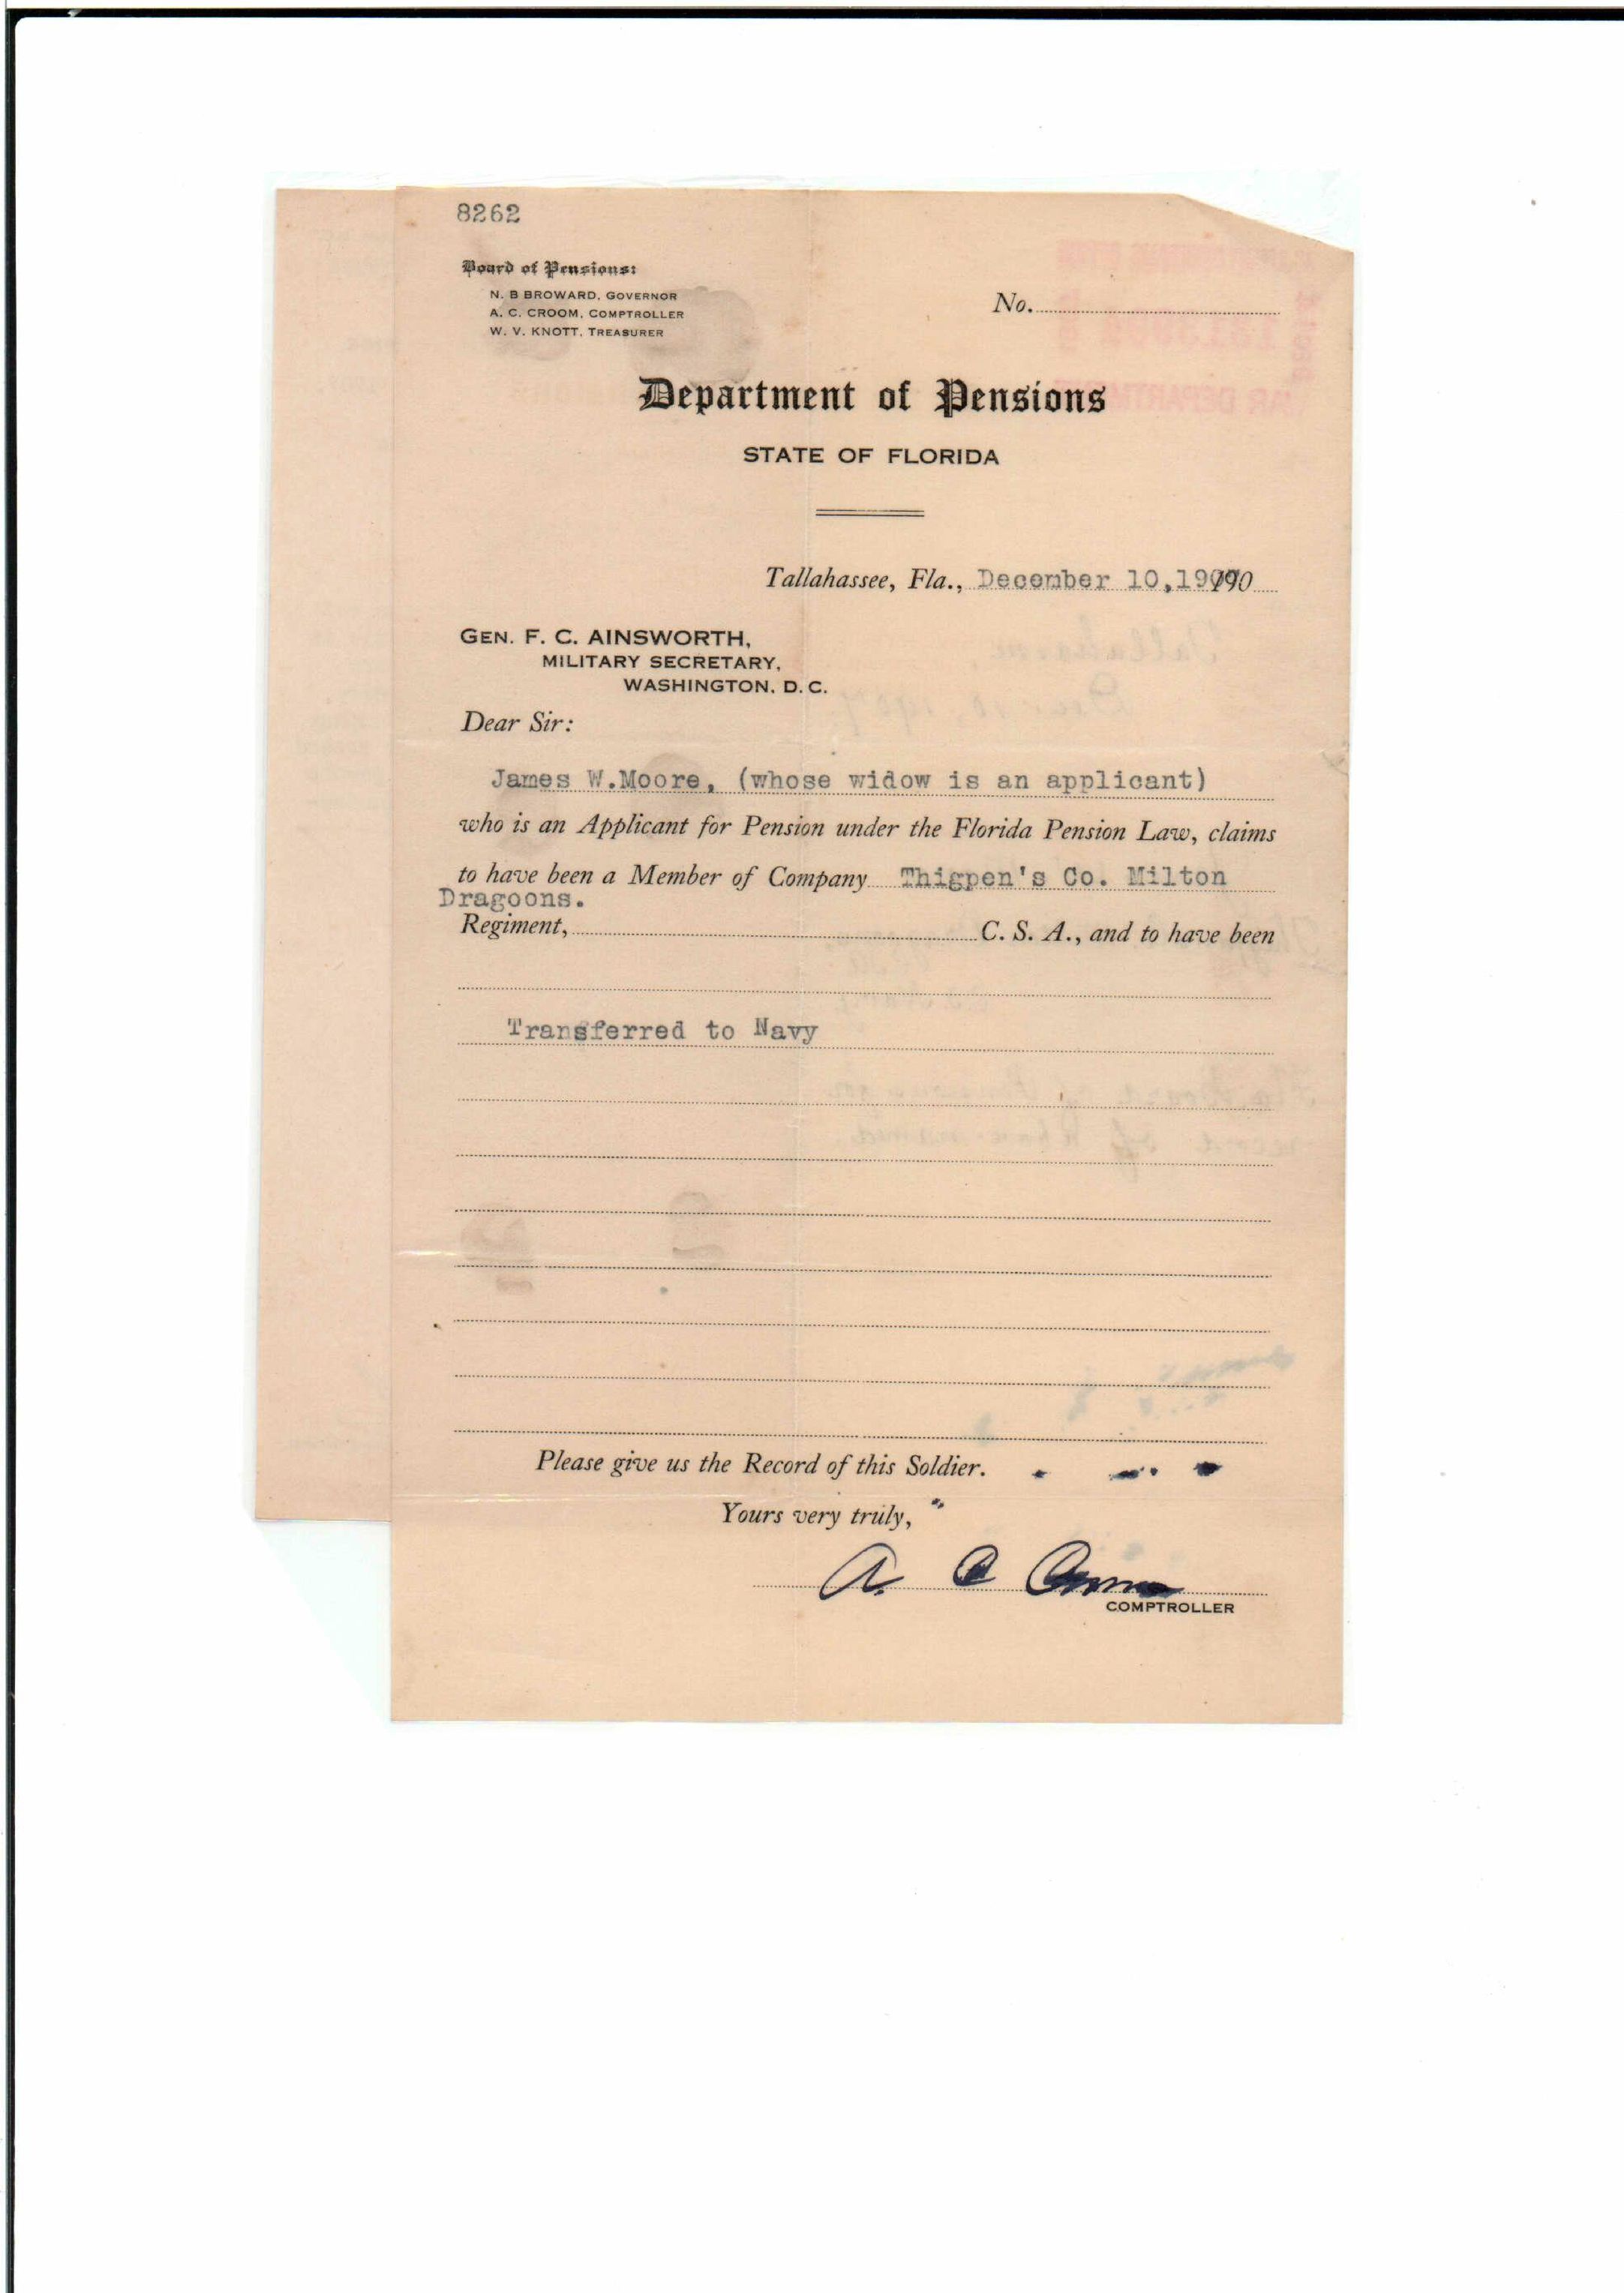 8262
Board of Pensions:
N. B BROWARD, GOVERNOR
A. C. CROOM, COMPTROLLER
W. V. KNOTT, TREASURER
No.
Department of Pensions
STATE OF FLORIDA
Tallahassee, Fla., December 10, 1907 190
GEN. F. C. AINSWORTH,
MILITARY SECRETARY,
WASHINGTON, D. C.
Dear Sir:
James W.Moore, (whose widow is an applicant)
who is an Applicant for Pension under the Florida Pension Law, claims
to have been a Member of Company Thigpen's Co. Milton
Dragoons.
Regiment, C. S. A., and to have been
Transferred to Navy
Please give us the Record of this Soldier.
Yours very truly,
A. C Croom
COMPTROLLER